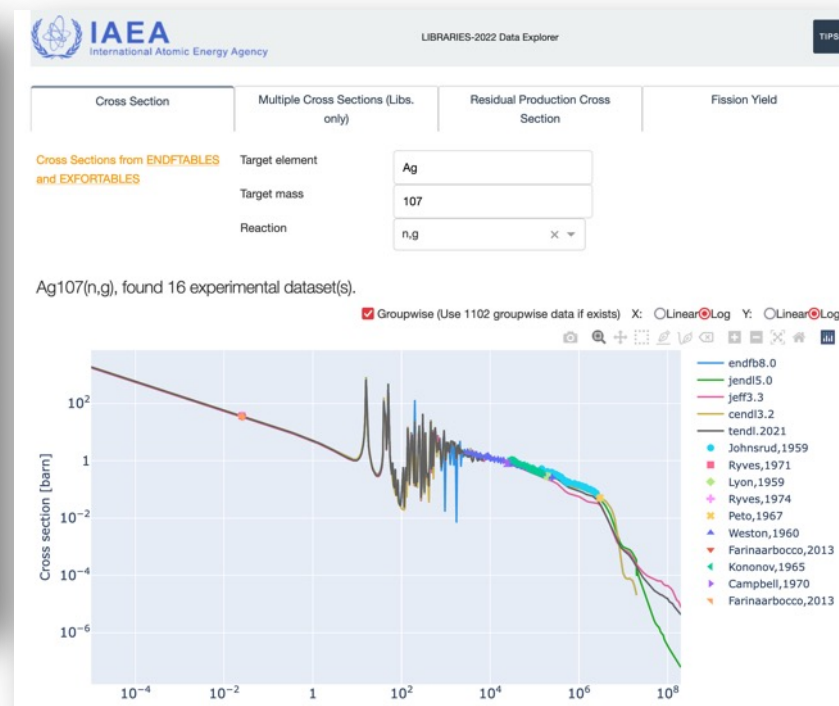 IAEA
International Atomic Energy Agency
LIBRARIES-2022 Data Explorer
TIPS
Cross Section
Multiple Cross Sections (Libs.
only)
Residual Production Cross
Section
Fission Yield
Cross Sections from ENDFTABLES
and EXFORTABLES
Target element
Ag
Target mass
107
Reaction
n,g
Ag107(n,g), found 16 experimental dataset(s).
Groupwise (Use 1102 groupwise data if exists) X: Linear Log Y: Linear Log
Cross section [barn]
10²
1
10⁻²
10⁻⁴
10⁻⁶
10⁻⁴
10⁻²
1
10²
10⁴
10⁶
10⁸
endfb8.0
jendl5.0
jeff3.3
cendl3.2
tendl.2021
Johnsrud,1959
Ryves,1971
Lyon,1959
Ryves,1974
Peto,1967
Weston,1960
Farinaarbocco,2013
Kononov,1965
Campbell,1970
Farinaarbocco,2013